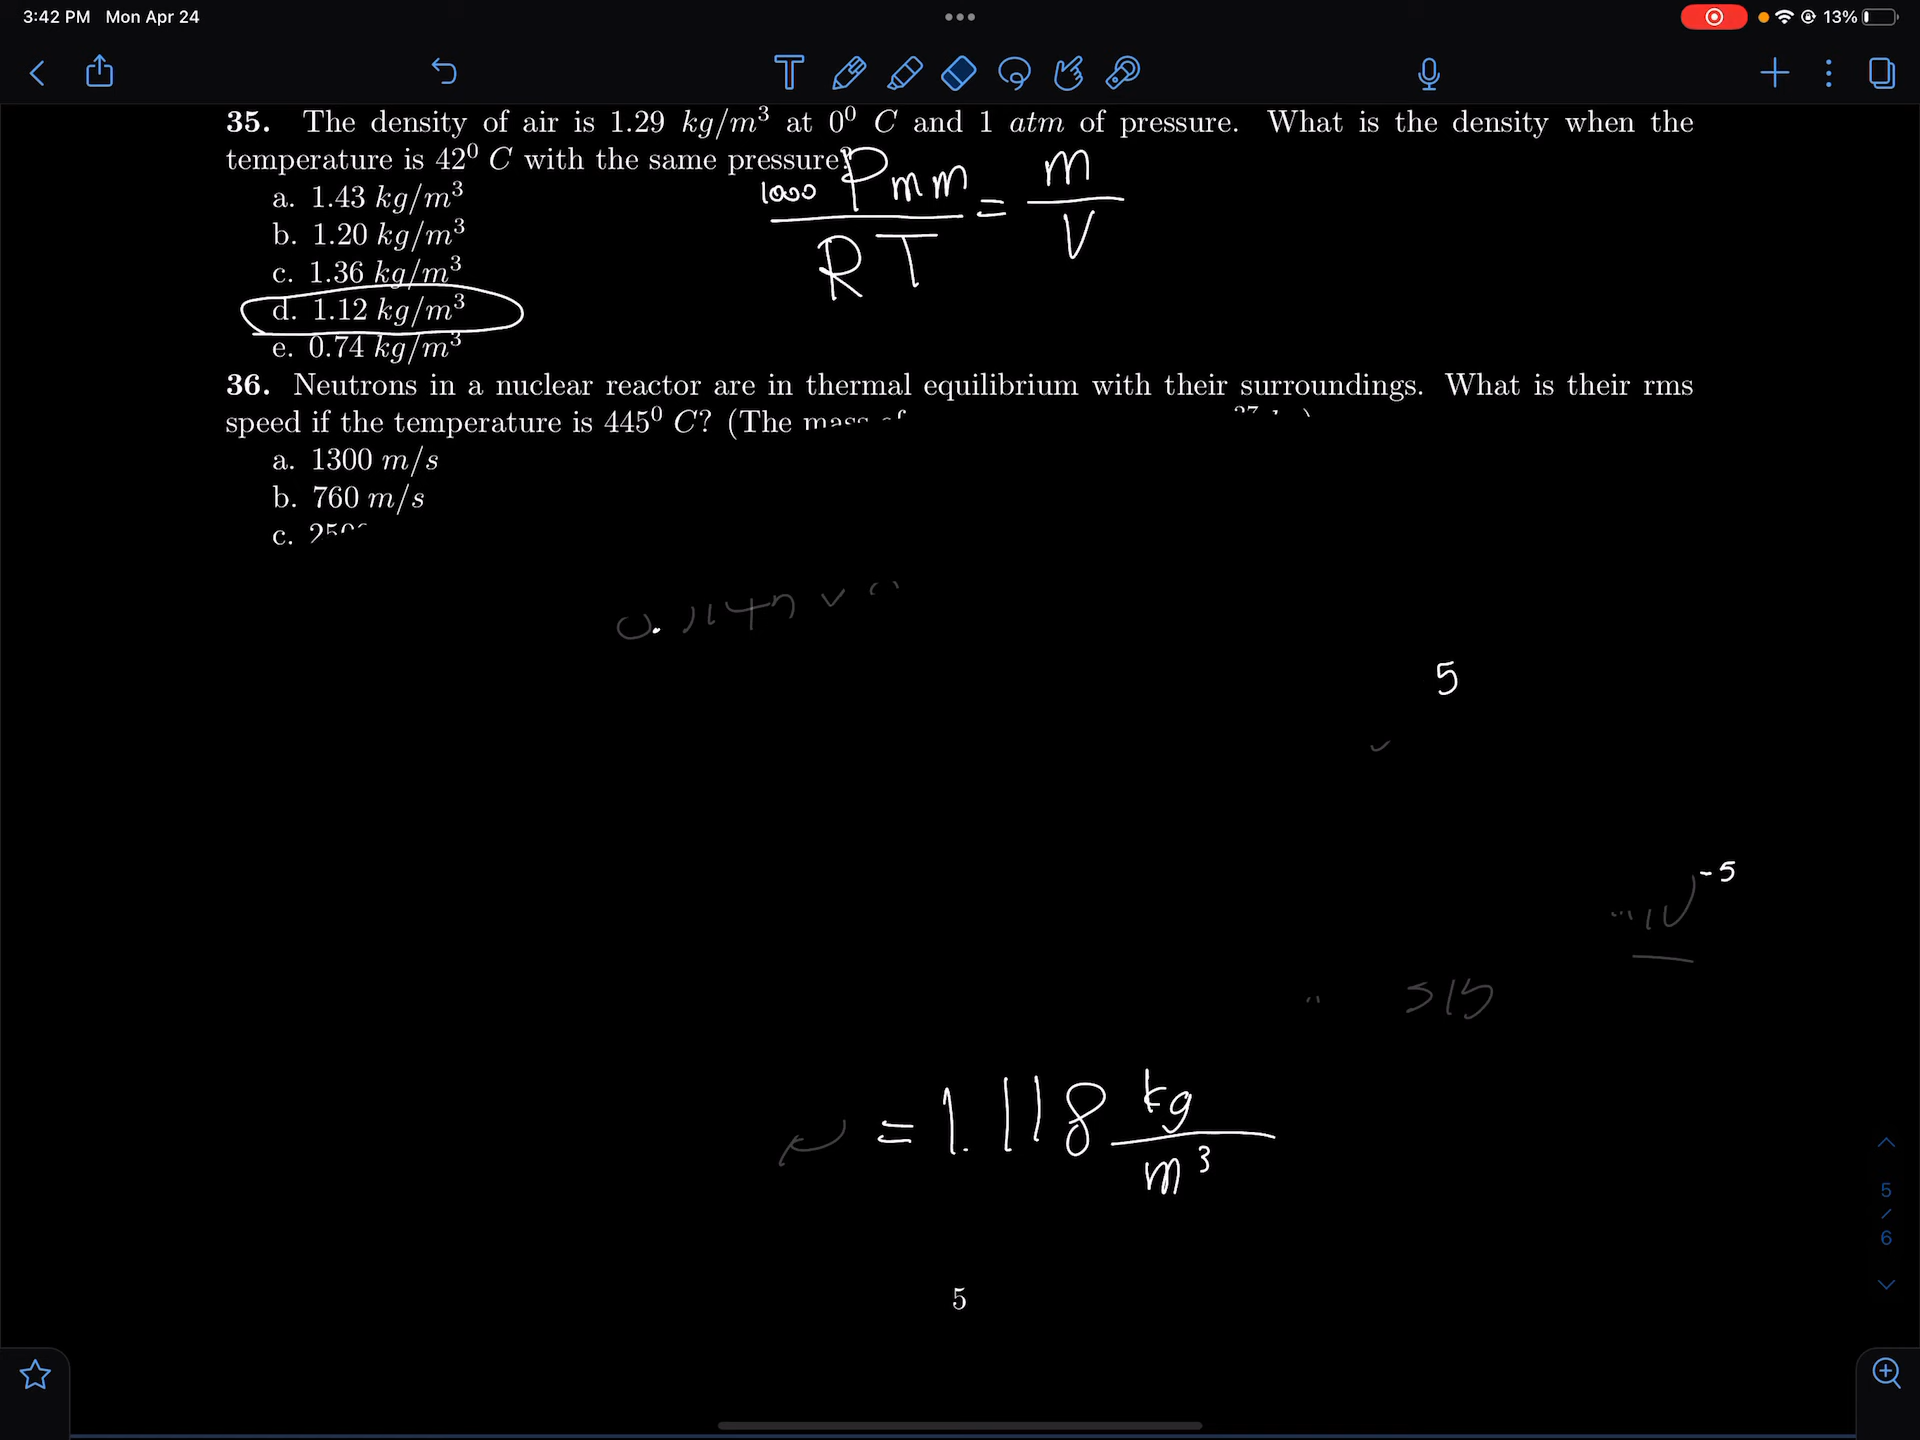 3:42 PM Mon Apr 24
13%
35. The density of air is 1.29 kg/m³ at 0⁰ C and 1 atm of pressure. What is the density when the
temperature is 42⁰ C with the same pressure?
1000 P mm / RT = m / V
a. 1.43 kg/m³
b. 1.20 kg/m³
c. 1.36 kg/m³
d. 1.12 kg/m³
e. 0.74 kg/m³
36. Neutrons in a nuclear reactor are in thermal equilibrium with their surroundings. What is their rms
speed if the temperature is 445⁰ C? (The mass of
a. 1300 m/s
b. 760 m/s
c.
5
-5
315
= 1.118 kg / m³
5
/
6
5